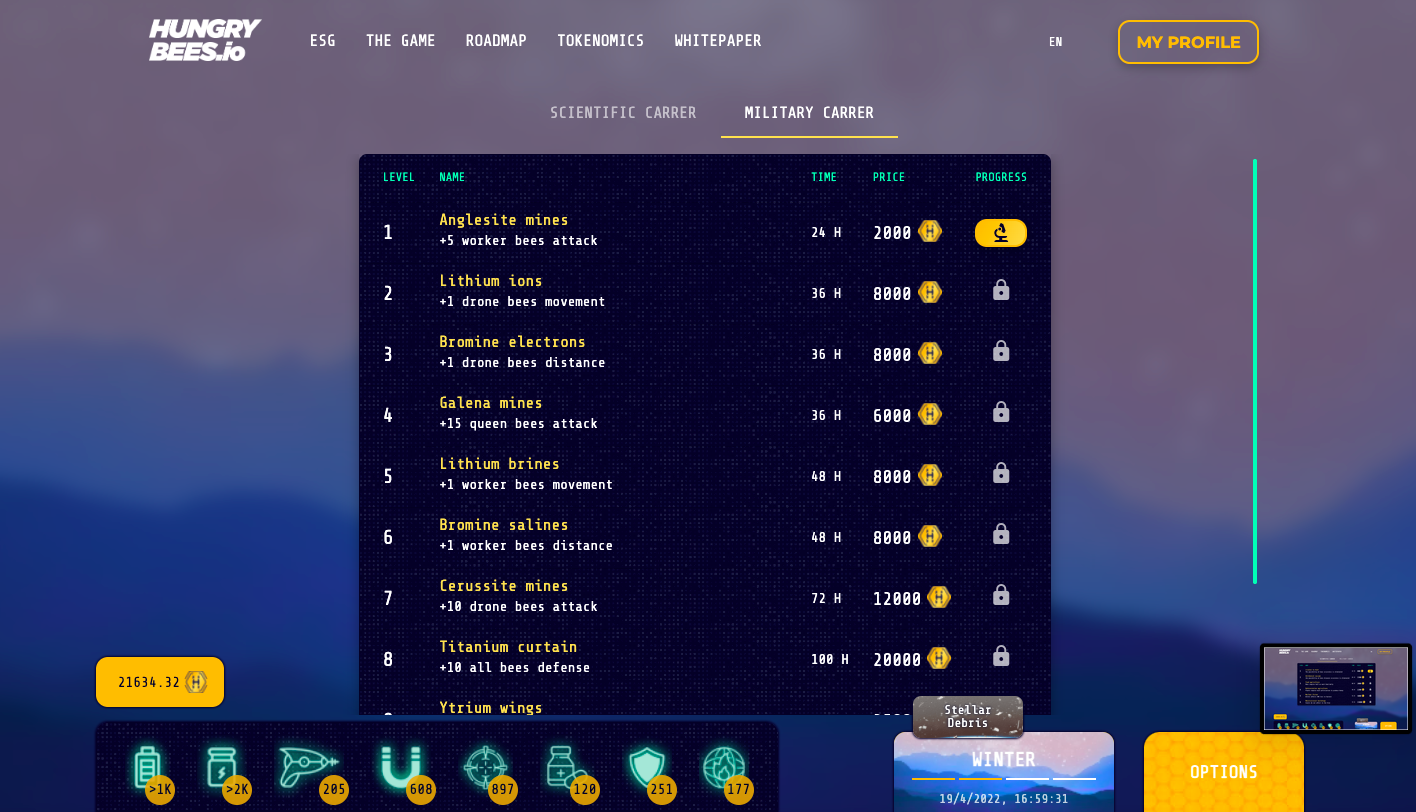 HUNGRY
BEES.io
ESG THE GAME ROADMAP TOKENOMICS WHITEPAPER
EN
MY PROFILE
SCIENTIFIC CARRER MILITARY CARRER
LEVEL NAME TIME PRICE PROGRESS
1 Anglesite mines 24 H 2000
+5 worker bees attack
2 Lithium ions 36 H 8000
+1 drone bees movement
3 Bromine electrons 36 H 8000
+1 drone bees distance
4 Galena mines 36 H 6000
+15 queen bees attack
5 Lithium brines 48 H 8000
+1 worker bees movement
6 Bromine salines 48 H 8000
+1 worker bees distance
7 Cerussite mines 72 H 12000
+10 drone bees attack
8 Titanium curtain 100 H 20000
+10 all bees defense
Ytrium wings
21634.32
Stellar
Debris
WINTER
19/4/2022, 16:59:31
OPTIONS
>1K >2K 205 608 897 120 251 177